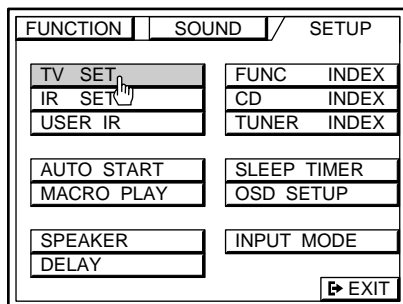 FUNCTION SOUND SETUP
TV SET FUNC INDEX
IR SET CD INDEX
USER IR TUNER INDEX
AUTO START SLEEP TIMER
MACRO PLAY OSD SETUP
SPEAKER INPUT MODE
DELAY
EXIT